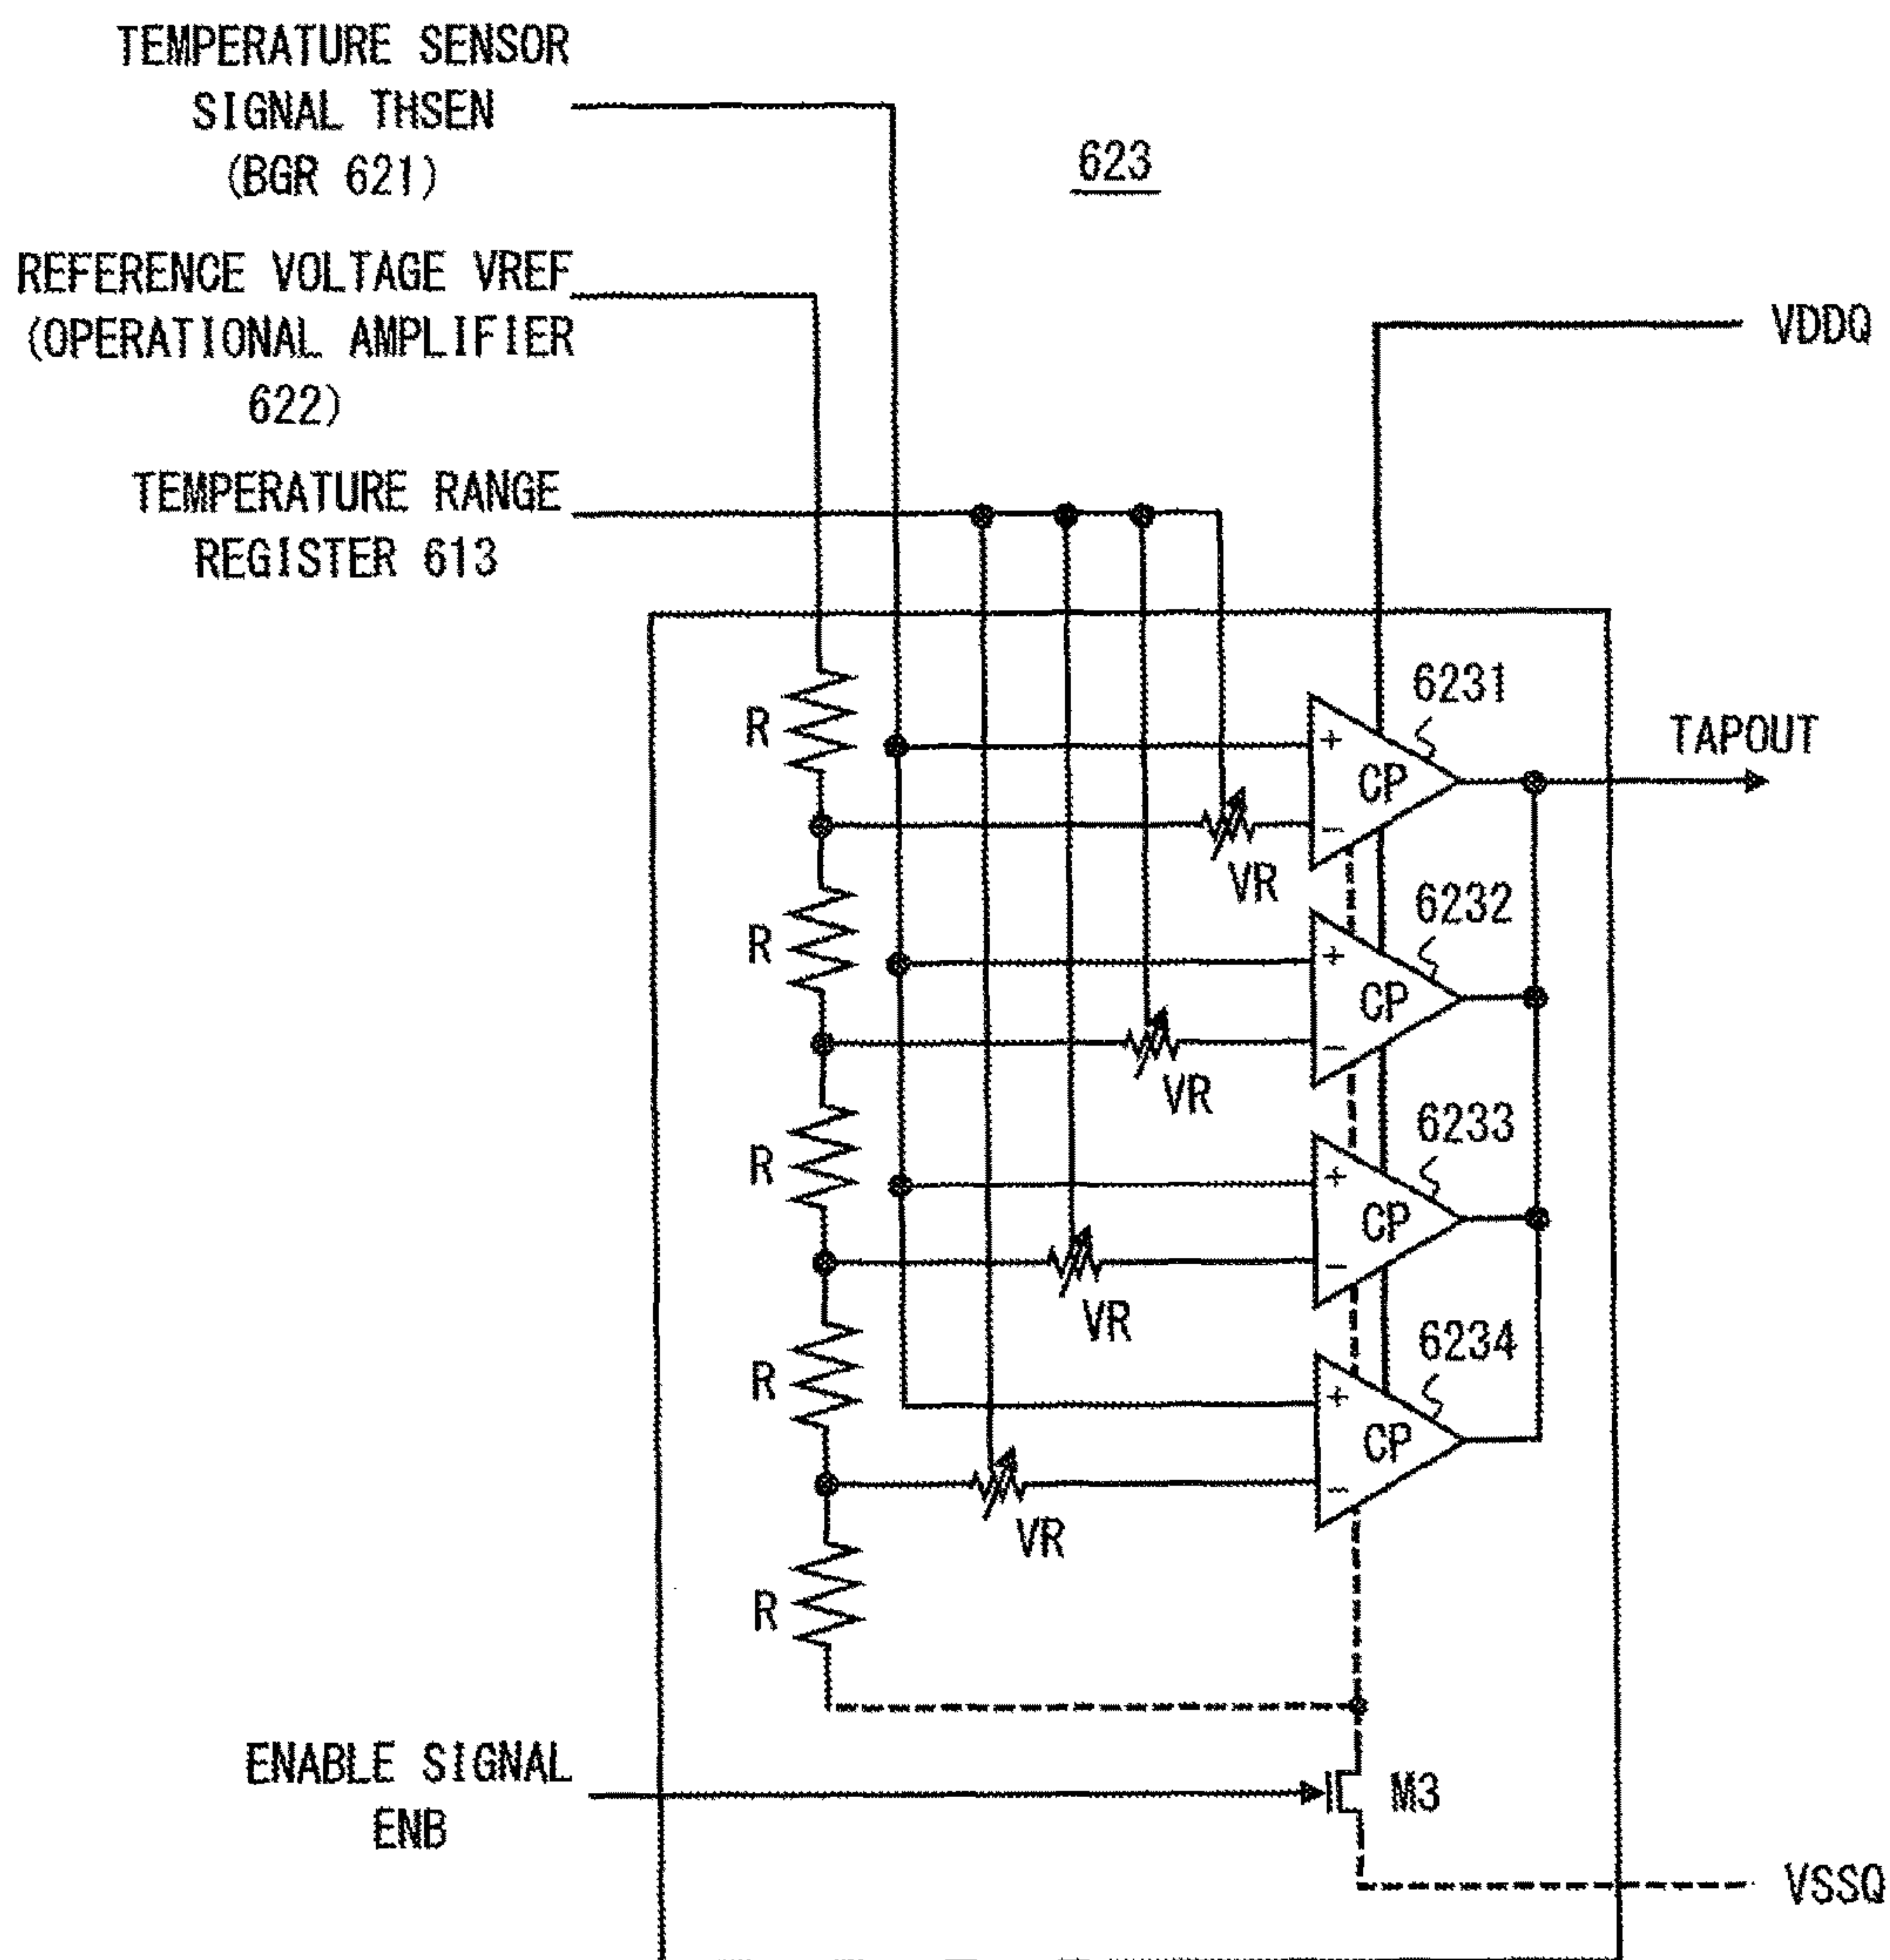 TEMPERATURE SENSOR
SIGNAL THSEN
(BGR 621)
623
REFERENCE VOLTAGE VREF
(OPERATIONAL AMPLIFIER
622)
VDDQ
TEMPERATURE RANGE
REGISTER 613
6231
R
+
CP
TAPOUT
−
VR
6232
R
+
CP
−
VR
6233
R
+
CP
−
VR
6234
R
+
CP
−
VR
R
ENABLE SIGNAL
ENB
M3
VSSQ